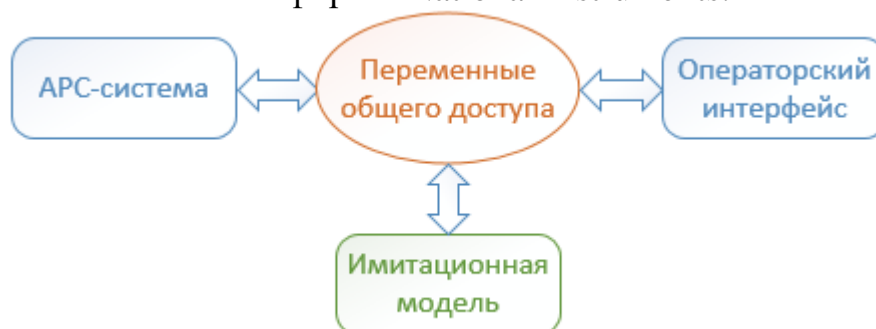 Переменные
общего доступа
АРС-система
Операторский
интерфейс
Имитационная
модель